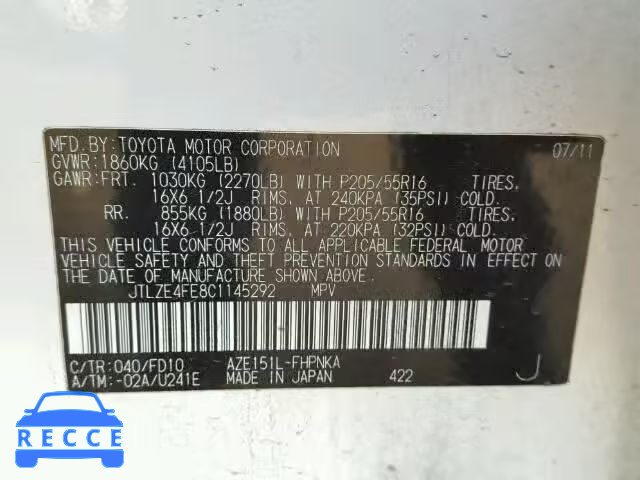 MFD. BY: TOYOTA MOTOR CORPORATION 07/11
GVWR: 1860KG (4105LB)
GAWR: FRT. 1030KG (2270LB) WITH P205/55R16 TIRES.
16X6 1/2J RIMS. AT 240KPA (35PSI) COLD.
RR. 855KG (1880LB) WITH P205/55R16 TIRES.
16X6 1/2J RIMS. AT 220KPA (32PSI) COLD.
THIS VEHICLE CONFORMS TO ALL APPLICABLE FEDERAL MOTOR
VEHICLE SAFETY AND THEFT PREVENTION STANDARDS IN EFFECT
ON THE DATE OF MANUFACTURE SHOWN ABOVE.
JTLZE4FE8C1145292 MPV
C/TR: 040/FD10 AZE151L-FHPNKA J
A/TM: -02A/U241E MADE IN JAPAN 422
RECCE